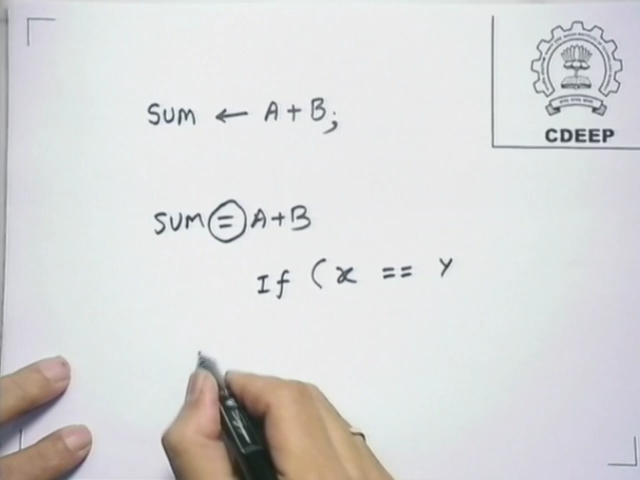 CDEEP
SUM ← A + B;
SUM = A + B
If (x == y